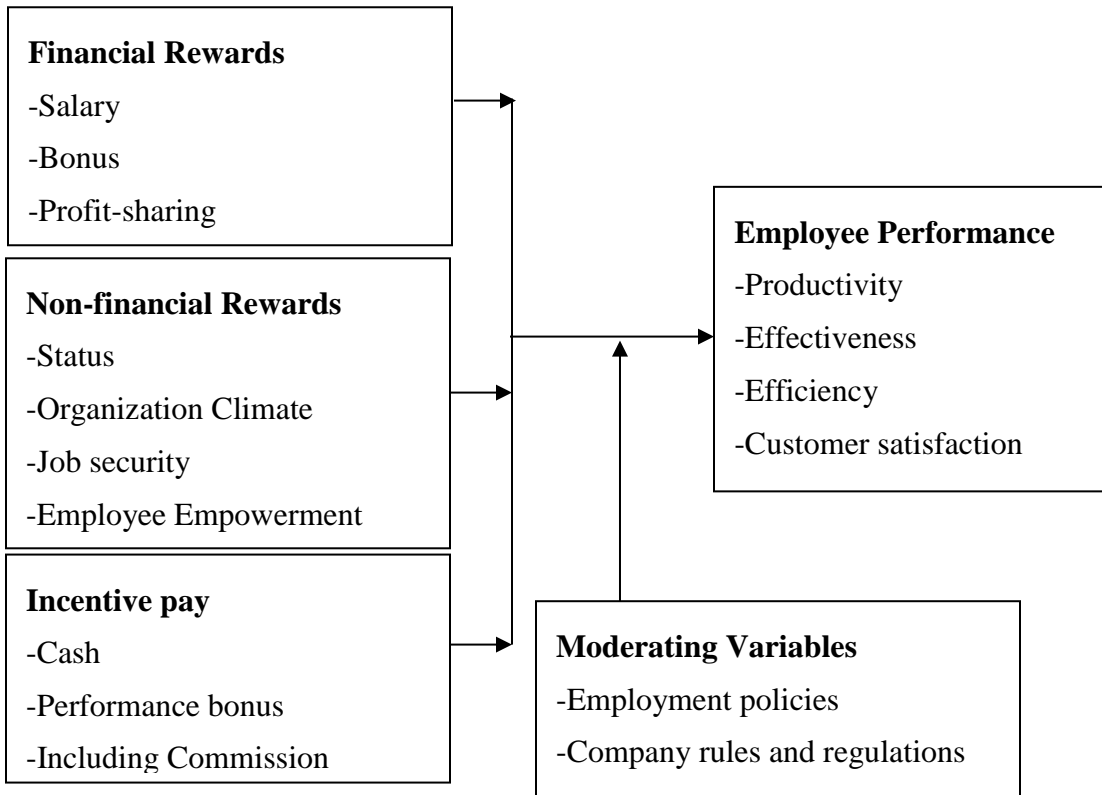 Financial Rewards
-Salary
-Bonus
-Profit-sharing
Non-financial Rewards
-Status
-Organization Climate
-Job security
-Employee Empowerment
Incentive pay
-Cash
-Performance bonus
-Including Commission
Employee Performance
-Productivity
-Effectiveness
-Efficiency
-Customer satisfaction
Moderating Variables
-Employment policies
-Company rules and regulations